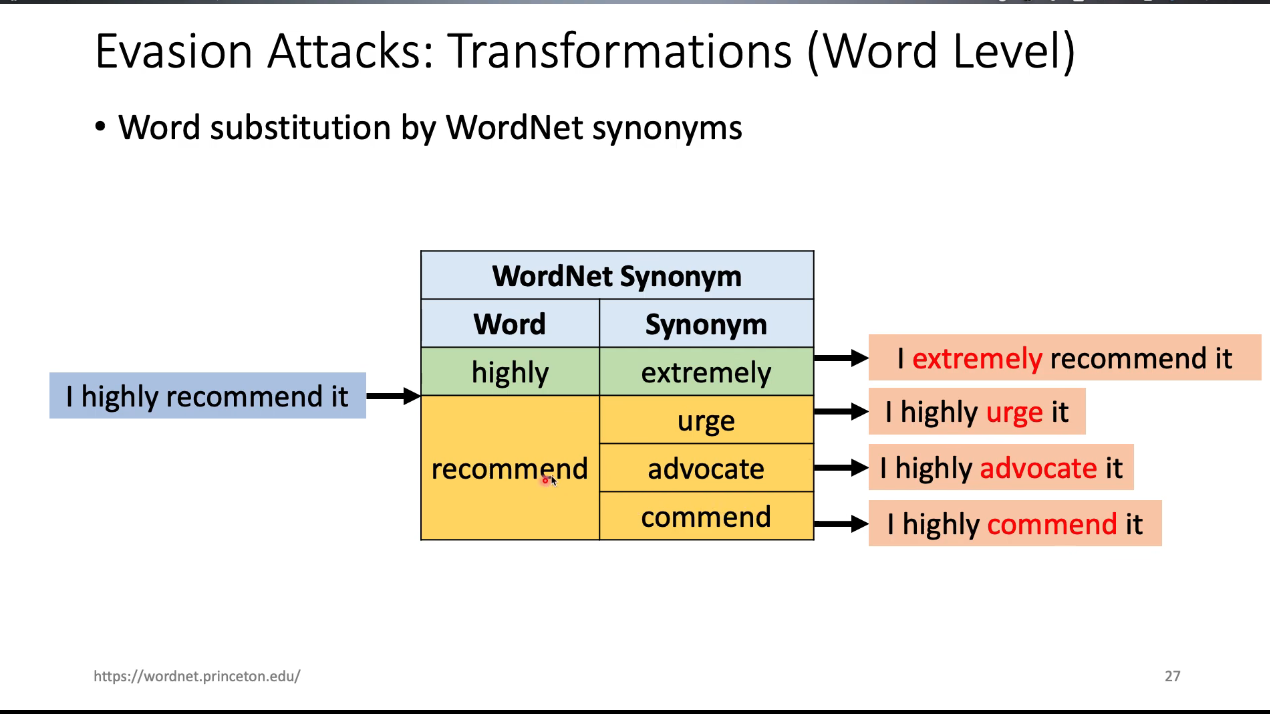 Evasion Attacks: Transformations (Word Level)
• Word substitution by WordNet synonyms
WordNet Synonym
Word Synonym
highly extremely
recommend
urge
advocate
commend
I highly recommend it
I extremely recommend it
I highly urge it
I highly advocate it
I highly commend it
https://wordnet.princeton.edu/
27